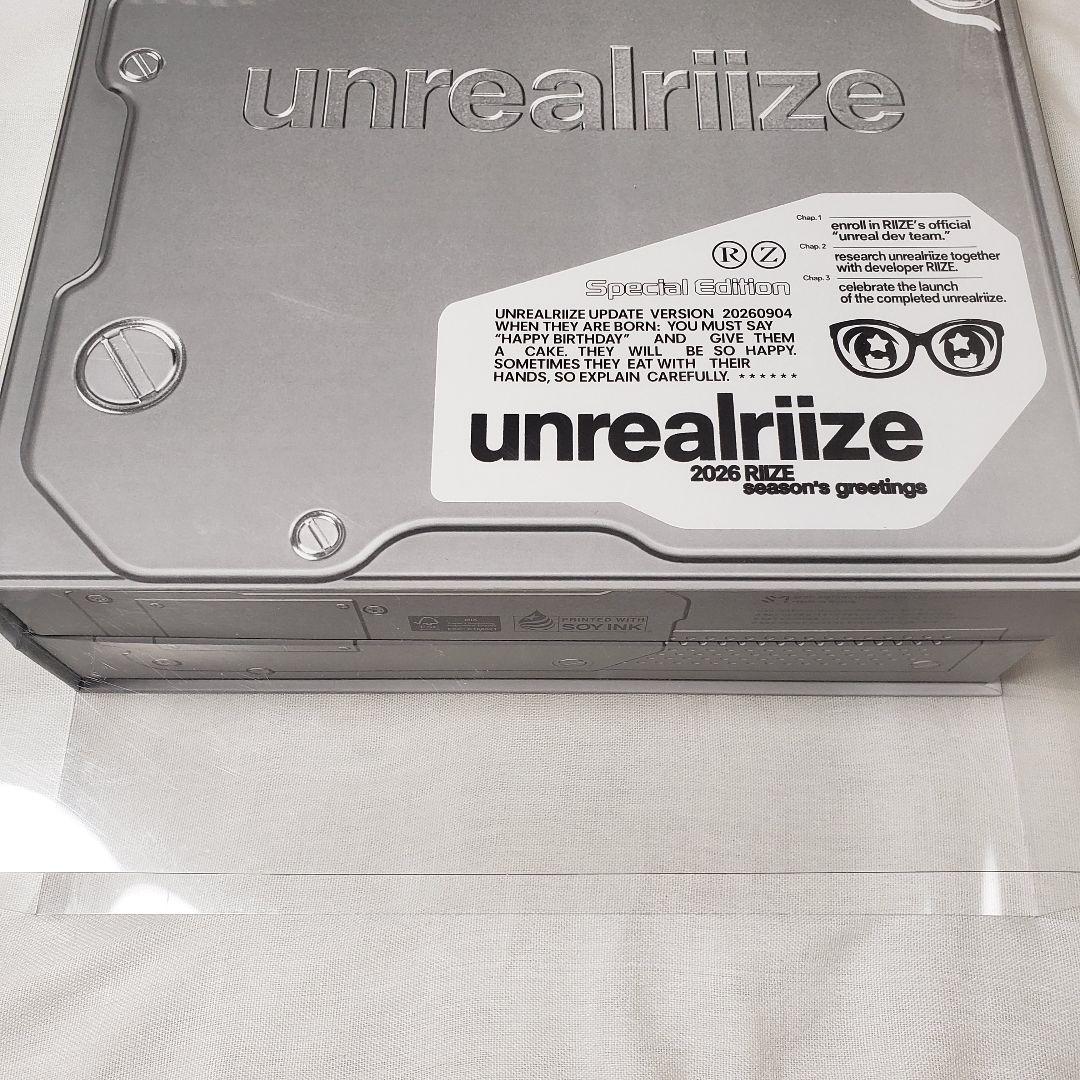 unrealriize
Chap. 1
enroll in RIIZE's official
"unreal dev team."
Chap. 2
research unrealriize together
with developer RIIZE.
Chap. 3
celebrate the launch
of the completed unrealriize.
R Z
Special Edition
UNREALRIIZE UPDATE VERSION 20260904
WHEN THEY ARE BORN: YOU MUST SAY
"HAPPY BIRTHDAY" AND GIVE THEM
A CAKE. THEY WILL BE SO HAPPY.
SOMETIMES THEY EAT WITH THEIR
HANDS, SO EXPLAIN CAREFULLY. * * * * * *
unrealriize
2026 RIIZE
season's greetings
FSC
MIX
PRINTED WITH
SOY INK